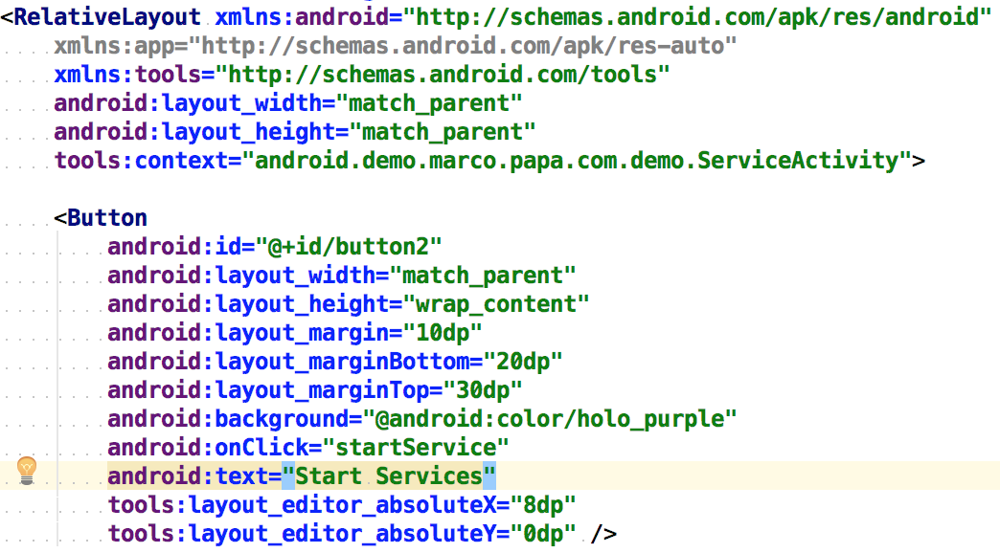 <RelativeLayout xmlns:android="http://schemas.android.com/apk/res/android"
    xmlns:app="http://schemas.android.com/apk/res-auto"
    xmlns:tools="http://schemas.android.com/tools"
    android:layout_width="match_parent"
    android:layout_height="match_parent"
    tools:context="android.demo.marco.papa.com.demo.ServiceActivity">

    <Button
        android:id="@+id/button2"
        android:layout_width="match_parent"
        android:layout_height="wrap_content"
        android:layout_margin="10dp"
        android:layout_marginBottom="20dp"
        android:layout_marginTop="30dp"
        android:background="@android:color/holo_purple"
        android:onClick="startService"
        android:text="Start Services"
        tools:layout_editor_absoluteX="8dp"
        tools:layout_editor_absoluteY="0dp" />